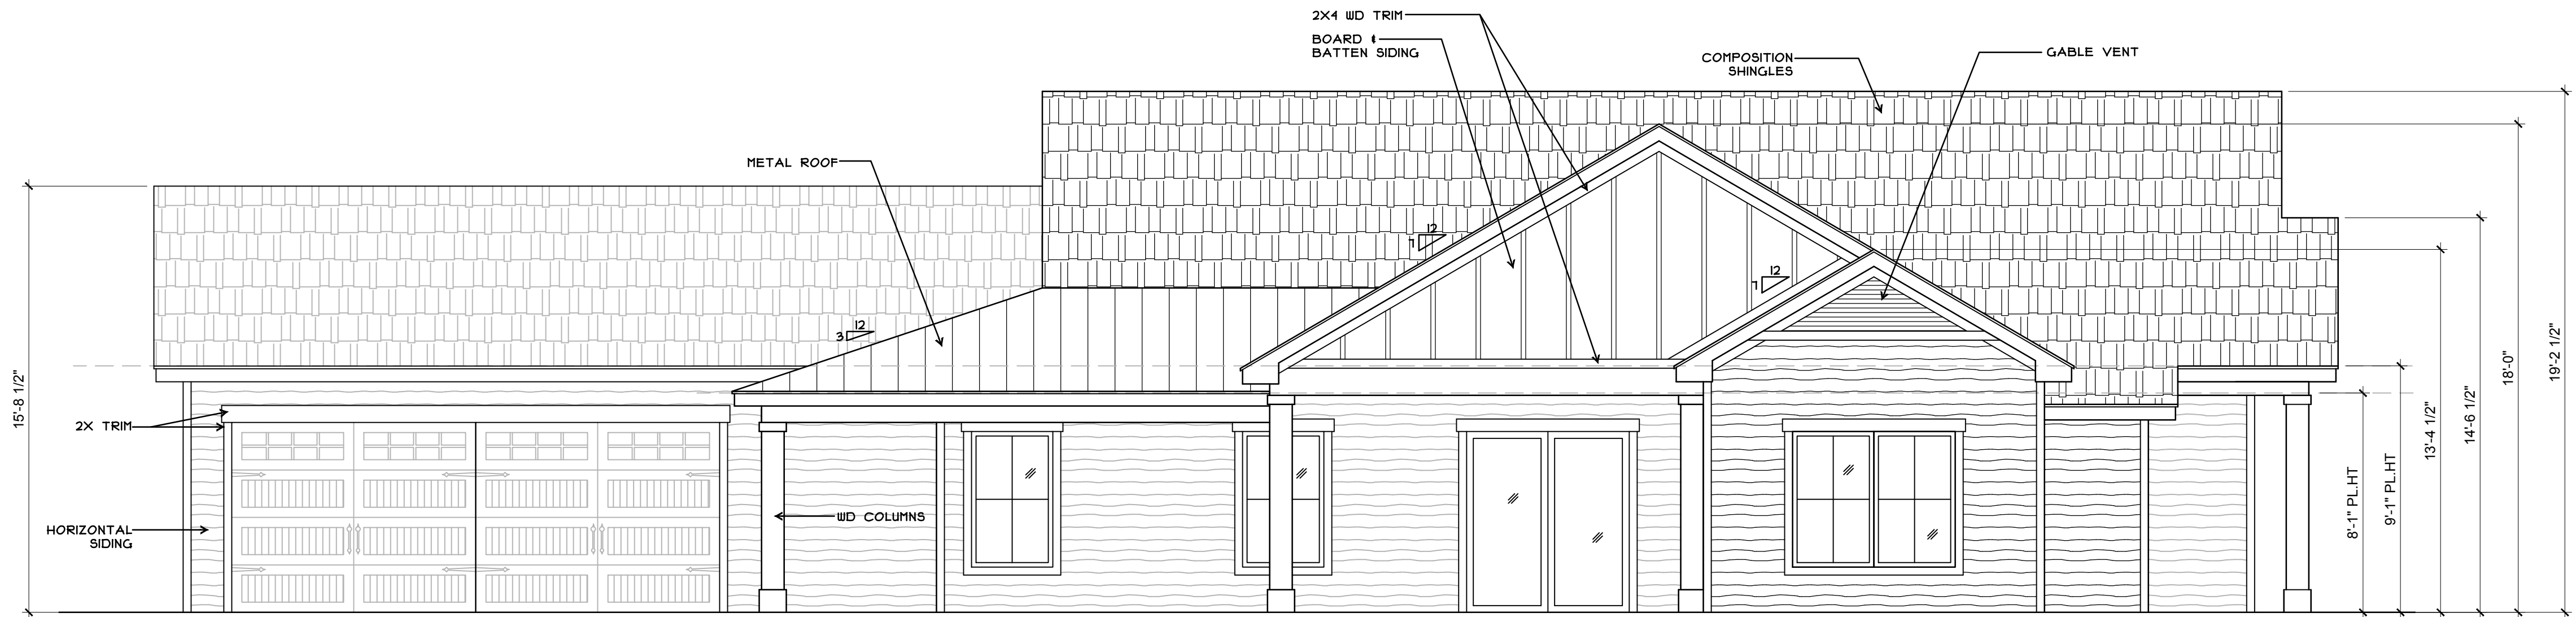 2X4 WD TRIM
BOARD &
BATTEN SIDING
COMPOSITION
SHINGLES
GABLE VENT
METAL ROOF
12
7
12
7
12
3
2X TRIM
HORIZONTAL
SIDING
WD COLUMNS
15'-8 1/2"
8'-1" PL.HT
9'-1" PL.HT
13'-4 1/2"
14'-6 1/2"
18'-0"
19'-2 1/2"